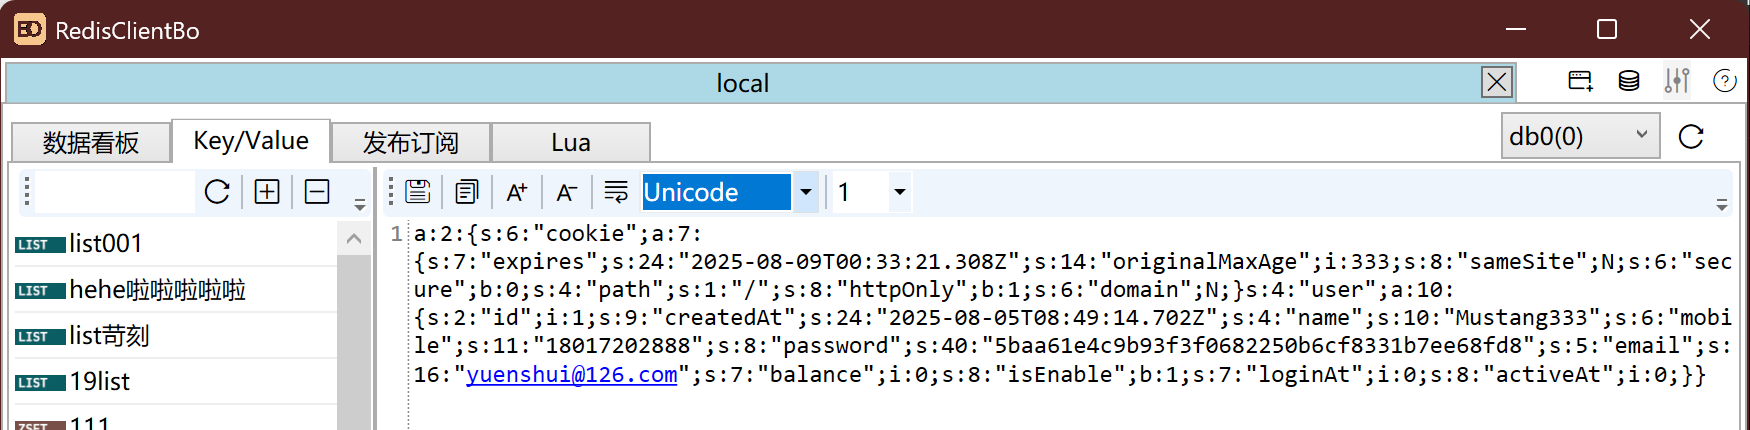 RedisClientBo
local
数据看板
Key/Value
发布订阅
Lua
db0(0)
A+
A-
Unicode
1
LIST list001
LIST hehe啦啦啦啦啦
LIST list苛刻
LIST 19list
ZSET 111
1
a:2:{s:6:"cookie";a:7:
{s:7:"expires";s:24:"2025-08-09T00:33:21.308Z";s:14:"originalMaxAge";i:333;s:8:"sameSite";N;s:6:"sec
ure";b:0;s:4:"path";s:1:"/";s:8:"httpOnly";b:1;s:6:"domain";N;}s:4:"user";a:10:
{s:2:"id";i:1;s:9:"createdAt";s:24:"2025-08-05T08:49:14.702Z";s:4:"name";s:10:"Mustang333";s:6:"mobi
le";s:11:"18017202888";s:8:"password";s:40:"5baa61e4c9b93f3f0682250b6cf8331b7ee68fd8";s:5:"email";s:
16:"yuenshui@126.com";s:7:"balance";i:0;s:8:"isEnable";b:1;s:7:"loginAt";i:0;s:8:"activeAt";i:0;}}